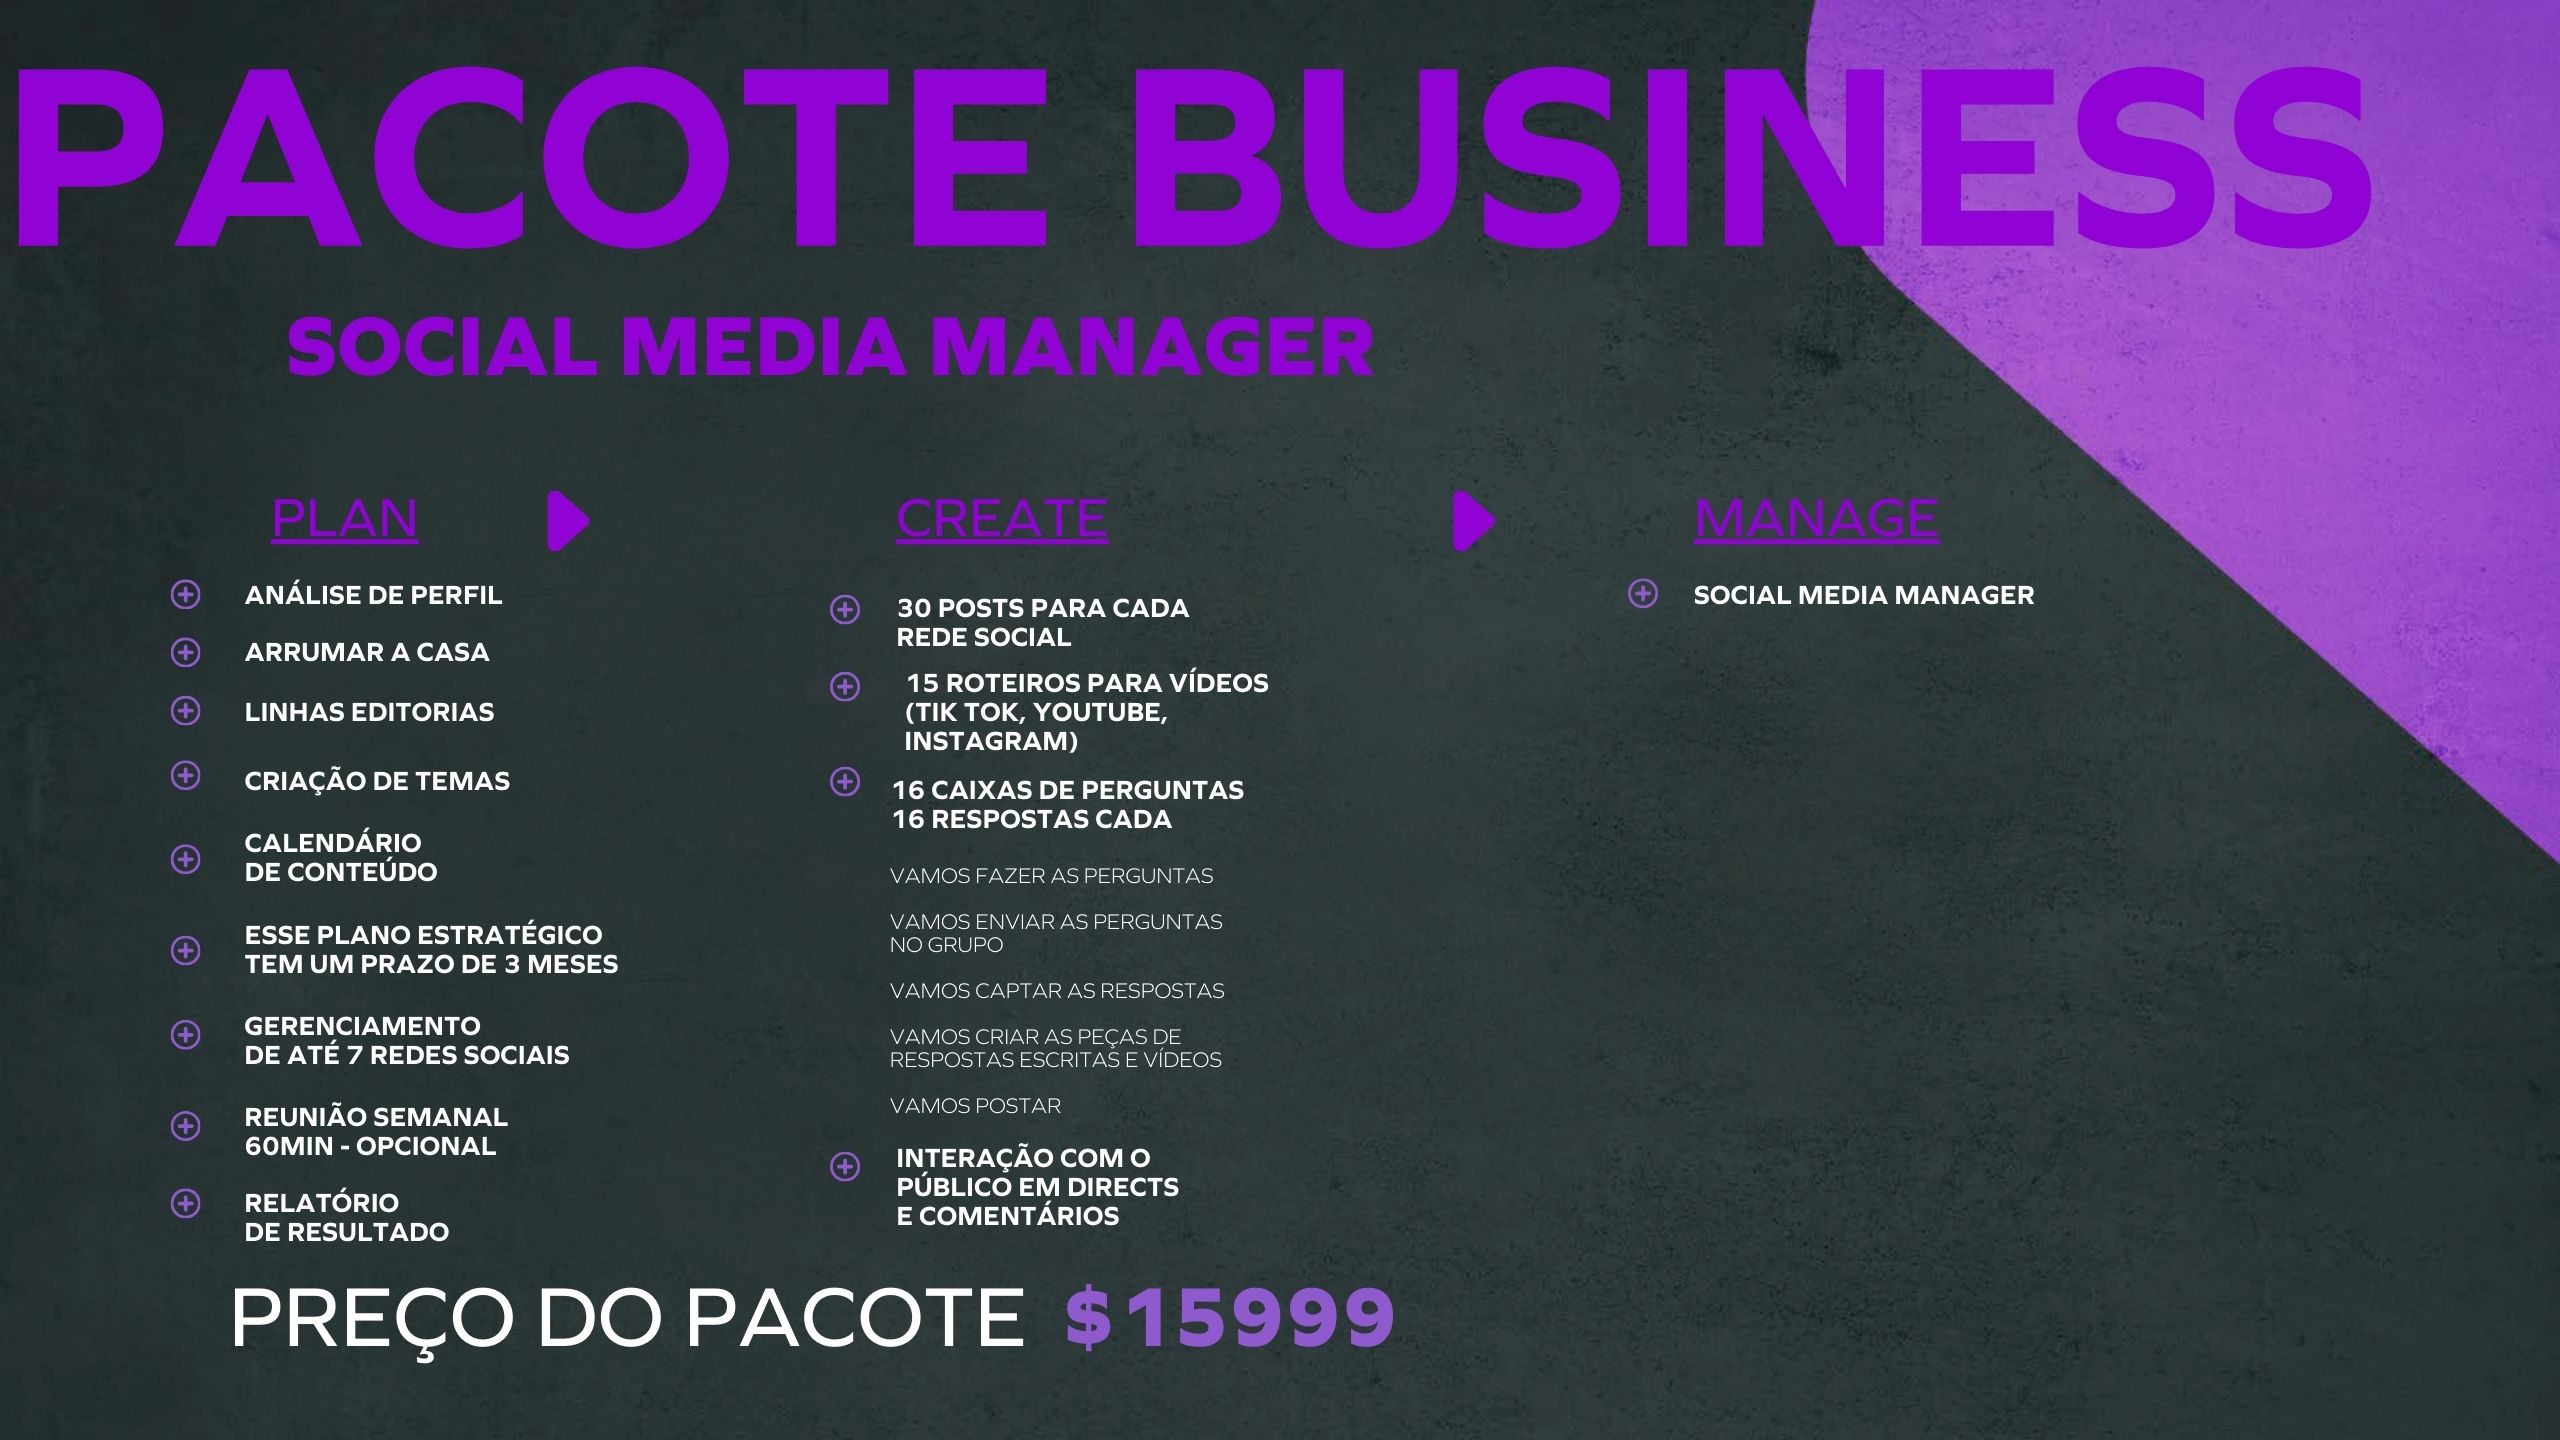 PACOTE BUSINESS
SOCIAL MEDIA MANAGER
PLAN
ANÁLISE DE PERFIL
ARRUMAR A CASA
LINHAS EDITORIAS
CRIAÇÃO DE TEMAS
CALENDÁRIO
DE CONTEÚDO
ESSE PLANO ESTRATÉGICO
TEM UM PRAZO DE 3 MESES
GERENCIAMENTO
DE ATÉ 7 REDES SOCIAIS
REUNIÃO SEMANAL
60MIN - OPCIONAL
RELATÓRIO
DE RESULTADO
CREATE
30 POSTS PARA CADA
REDE SOCIAL
15 ROTEIROS PARA VÍDEOS
(TIK TOK, YOUTUBE,
INSTAGRAM)
16 CAIXAS DE PERGUNTAS
16 RESPOSTAS CADA
VAMOS FAZER AS PERGUNTAS
VAMOS ENVIAR AS PERGUNTAS
NO GRUPO
VAMOS CAPTAR AS RESPOSTAS
VAMOS CRIAR AS PEÇAS DE
RESPOSTAS ESCRITAS E VÍDEOS
VAMOS POSTAR
INTERAÇÃO COM O
PÚBLICO EM DIRECTS
E COMENTÁRIOS
MANAGE
SOCIAL MEDIA MANAGER
PREÇO DO PACOTE $15999